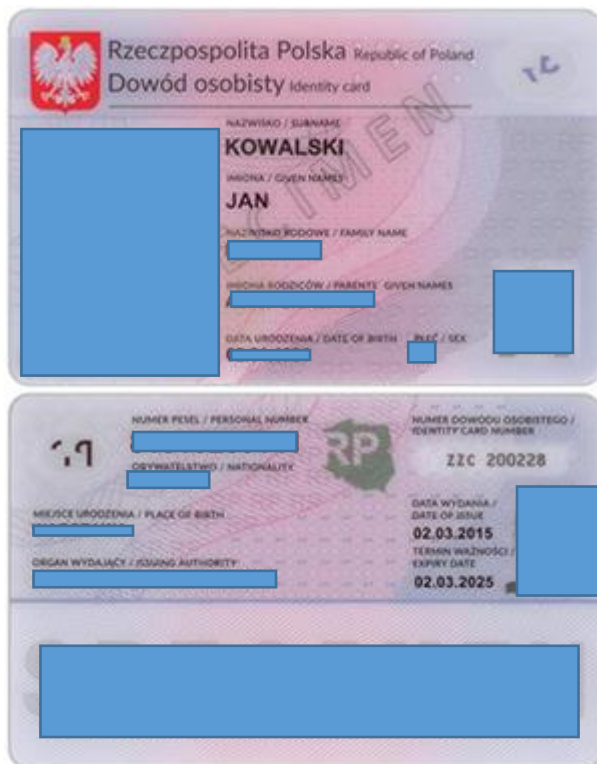 Rzeczpospolita Polska Republic of Poland
Dowód osobisty Identity card
NAZWISKO / SURNAME
KOWALSKI
IMIONA / GIVEN NAMES
JAN
NAZWISKO RODOWE / FAMILY NAME
IMIONA RODZICÓW / PARENTS' GIVEN NAMES
DATA URODZENIA / DATE OF BIRTH PŁEĆ / SEX
NUMER PESEL / PERSONAL NUMBER
OBYWATELSTWO / NATIONALITY
MIEJSCE URODZENIA / PLACE OF BIRTH
ORGAN WYDAJĄCY / ISSUING AUTHORITY
RP
NUMER DOWODU OSOBISTEGO /
IDENTITY CARD NUMBER
ZZC 200228
DATA WYDANIA /
DATE OF ISSUE
02.03.2015
TERMIN WAŻNOŚCI /
EXPIRY DATE
02.03.2025